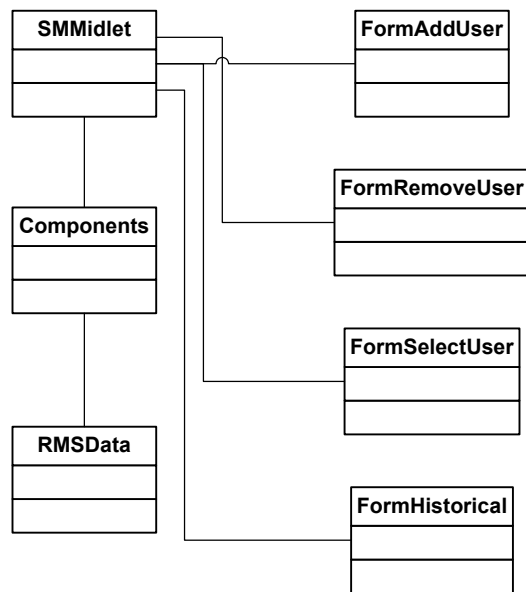 SMMidlet
FormAddUser
FormRemoveUser
Components
FormSelectUser
RMSData
FormHistorical